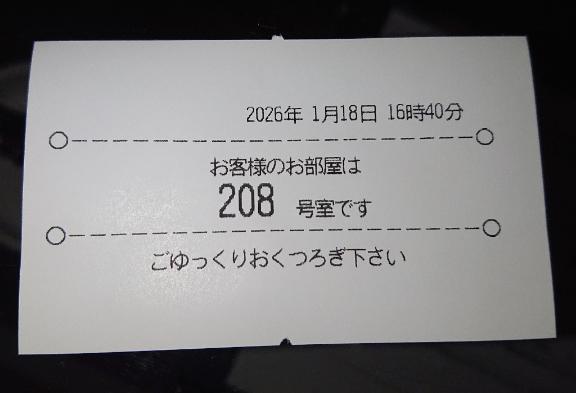 2026年 1月18日 16時40分
お客様のお部屋は
208 号室です
ごゆっくりおくつろぎ下さい